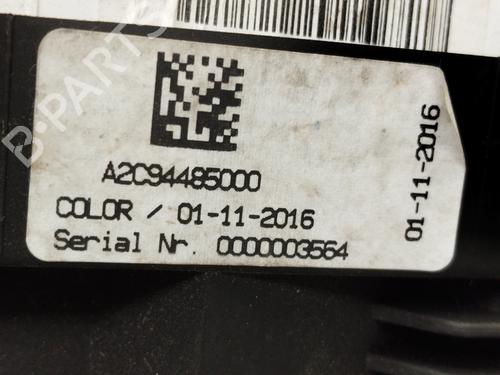 B-PARTS
A2C94485000
COLOR / 01-11-2016
Serial Nr. 0000003564
01-11-2016